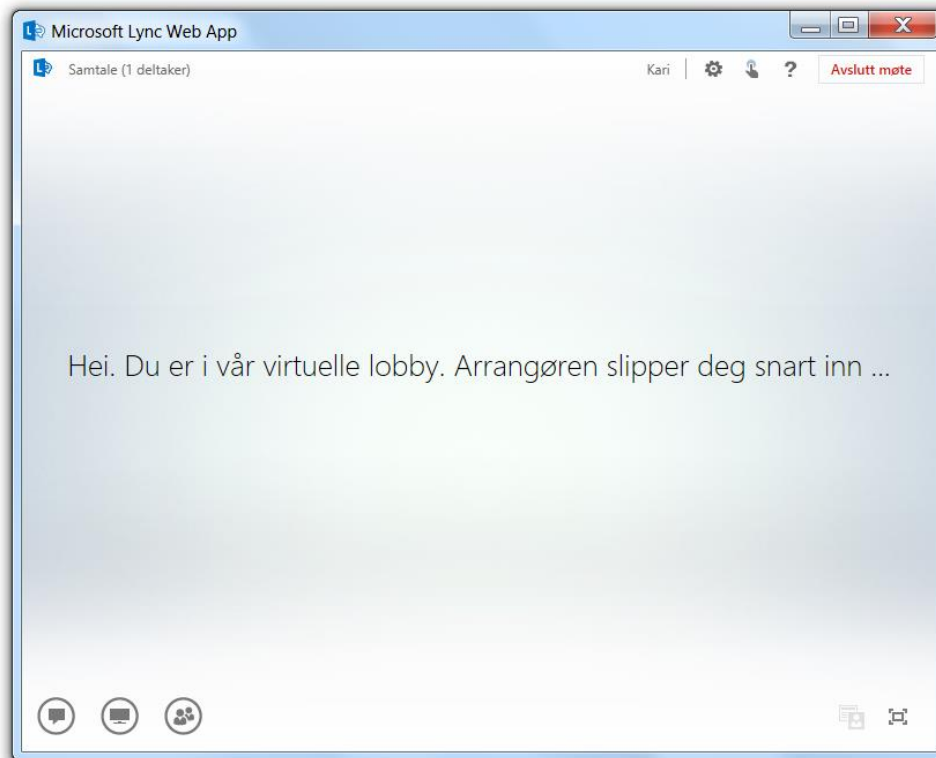 Microsoft Lync Web App
Samtale (1 deltaker) Kari ? Avslutt møte
Hei. Du er i vår virtuelle lobby. Arrangøren slipper deg snart inn ...